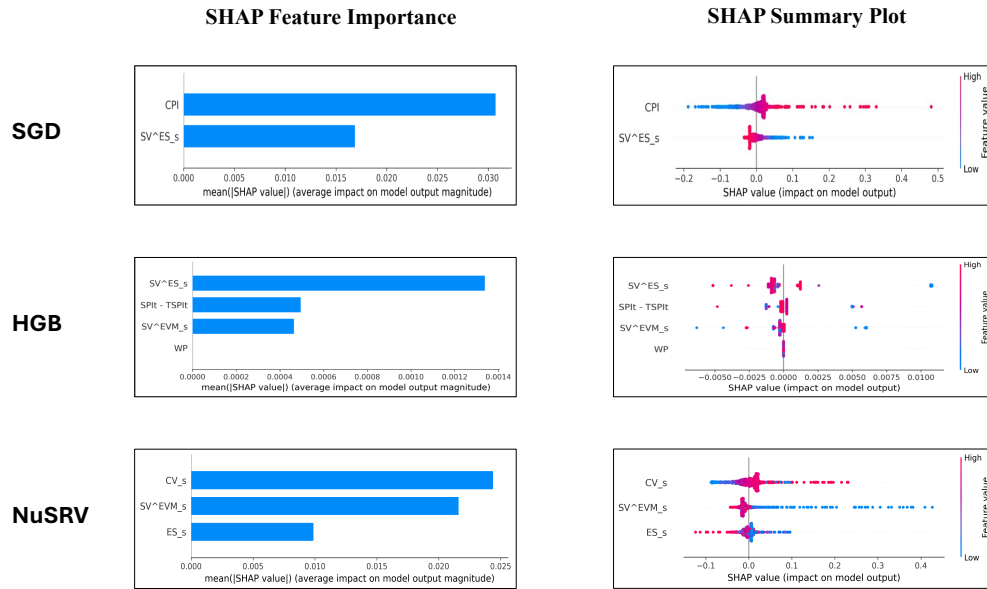 SHAP Feature Importance
SHAP Summary Plot
SGD
CPI
SV^ES_s
0.000 0.005 0.010 0.015 0.020 0.025 0.030
mean(|SHAP value|) (average impact on model output magnitude)
High
CPI
SV^ES_s
Feature value
Low
−0.2 −0.1 0.0 0.1 0.2 0.3 0.4 0.5
SHAP value (impact on model output)
HGB
SV^ES_s
SPIt - TSPIt
SV^EVM_s
WP
0.0000 0.0002 0.0004 0.0006 0.0008 0.0010 0.0012 0.0014
mean(|SHAP value|) (average impact on model output magnitude)
High
SV^ES_s
SPIt - TSPIt
SV^EVM_s
WP
Feature value
Low
−0.0050 −0.0025 0.0000 0.0025 0.0050 0.0075 0.0100
SHAP value (impact on model output)
NuSRV
CV_s
SV^EVM_s
ES_s
0.000 0.005 0.010 0.015 0.020 0.025
mean(|SHAP value|) (average impact on model output magnitude)
High
CV_s
SV^EVM_s
ES_s
Feature value
Low
−0.1 0.0 0.1 0.2 0.3 0.4
SHAP value (impact on model output)